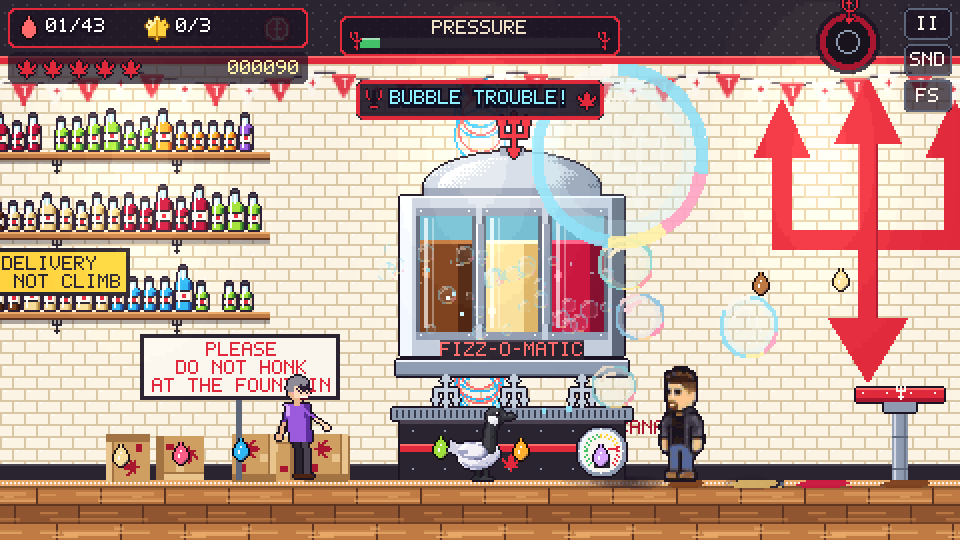 01/43
0/3
PRESSURE
II
000090
SND
FS
BUBBLE TROUBLE!
DELIVERY
NOT CLIMB
FIZZ-O-MATIC
PLEASE
DO NOT HONK
AT THE